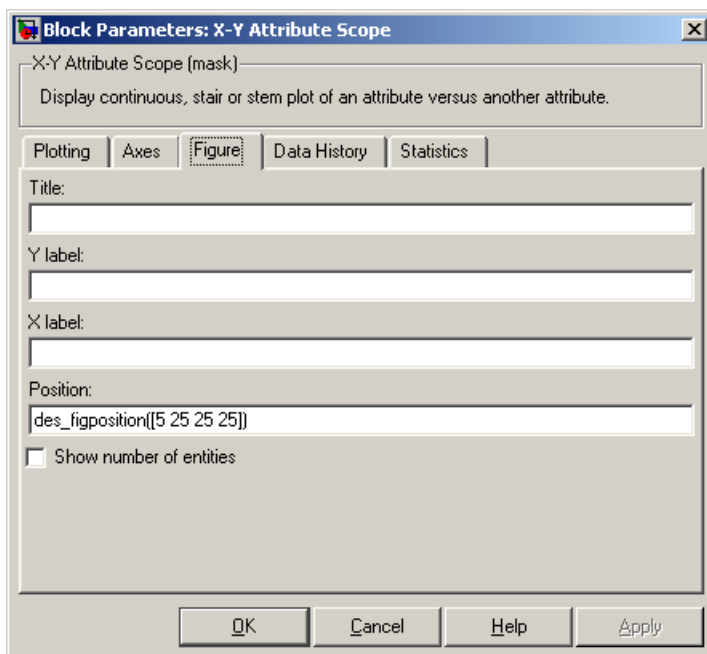 Block Parameters: X-Y Attribute Scope
X-Y Attribute Scope (mask)
Display continuous, stair or stem plot of an attribute versus another attribute.
Plotting Axes Figure Data History Statistics
Title:
Y label:
X label:
Position:
des_figposition([5 25 25 25])
Show number of entities
OK Cancel Help Apply